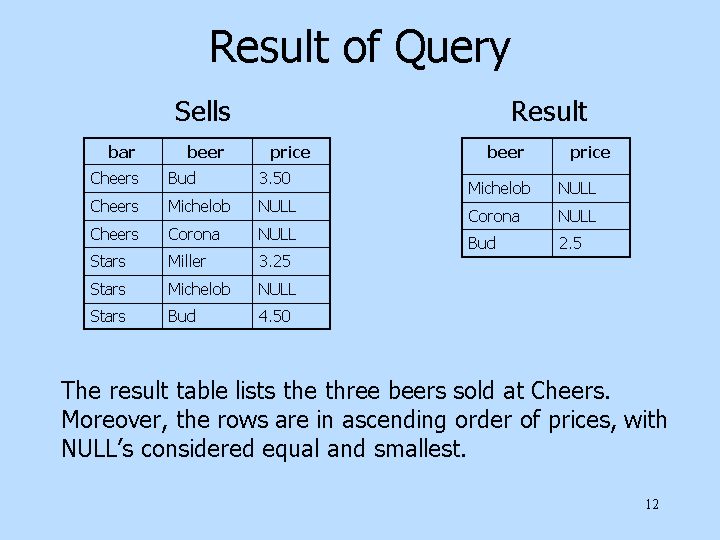 Result of Query
Sells
bar beer price
Cheers Bud 3.50
Cheers Michelob NULL
Cheers Corona NULL
Stars Miller 3.25
Stars Michelob NULL
Stars Bud 4.50
Result
beer price
Michelob NULL
Corona NULL
Bud 2.5
The result table lists the three beers sold at Cheers.
Moreover, the rows are in ascending order of prices, with
NULL’s considered equal and smallest.
12